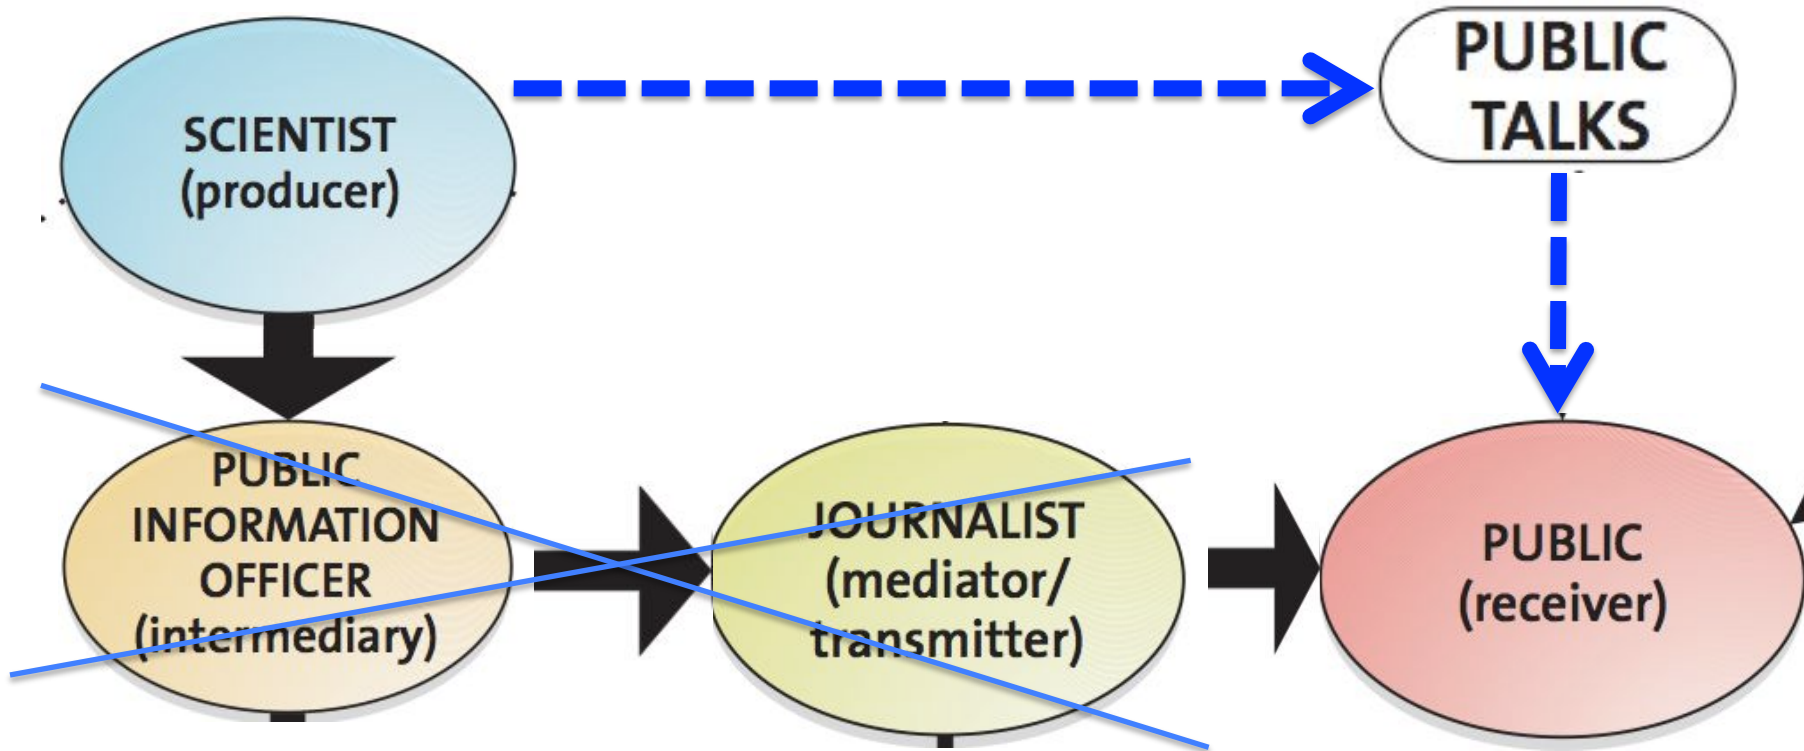 SCIENTIST
(producer)
PUBLIC
TALKS
PUBLIC
INFORMATION
OFFICER
(intermediary)
JOURNALIST
(mediator/
transmitter)
PUBLIC
(receiver)